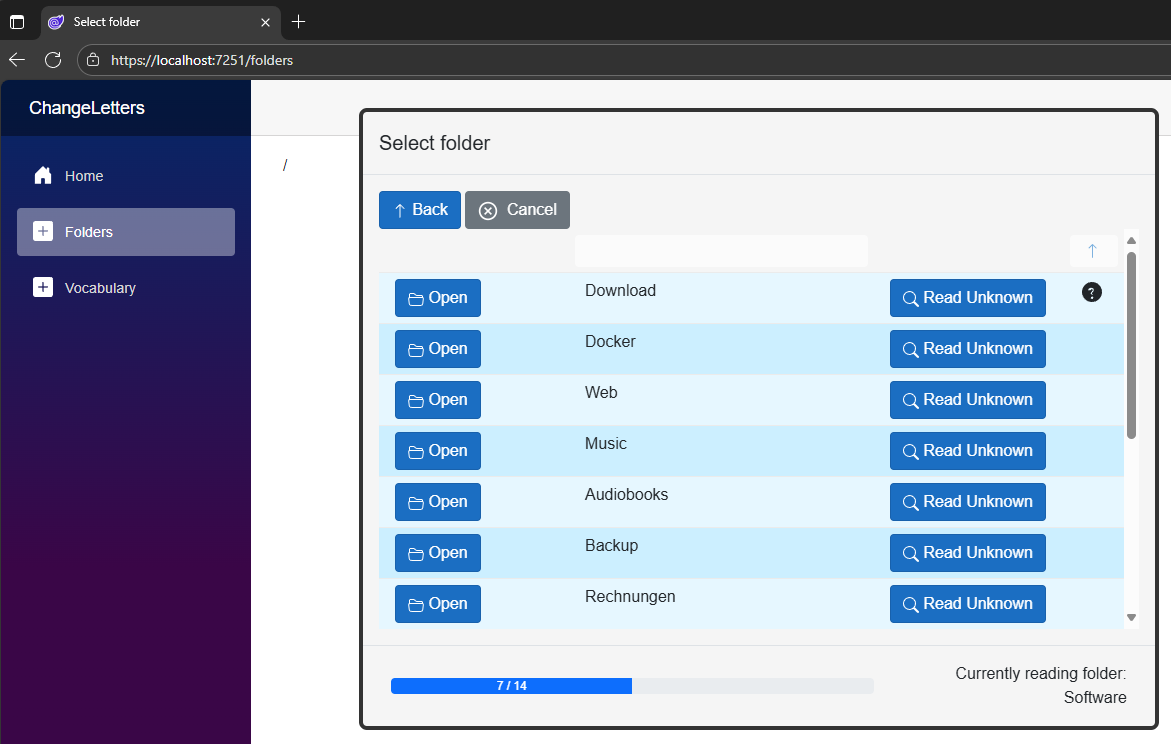 Select folder
https://localhost:7251/folders
ChangeLetters
Home
Folders
Vocabulary
/
Select folder
Back Cancel
Open Download Read Unknown ?
Open Docker Read Unknown
Open Web Read Unknown
Open Music Read Unknown
Open Audiobooks Read Unknown
Open Backup Read Unknown
Open Rechnungen Read Unknown
7 / 14
Currently reading folder:
Software